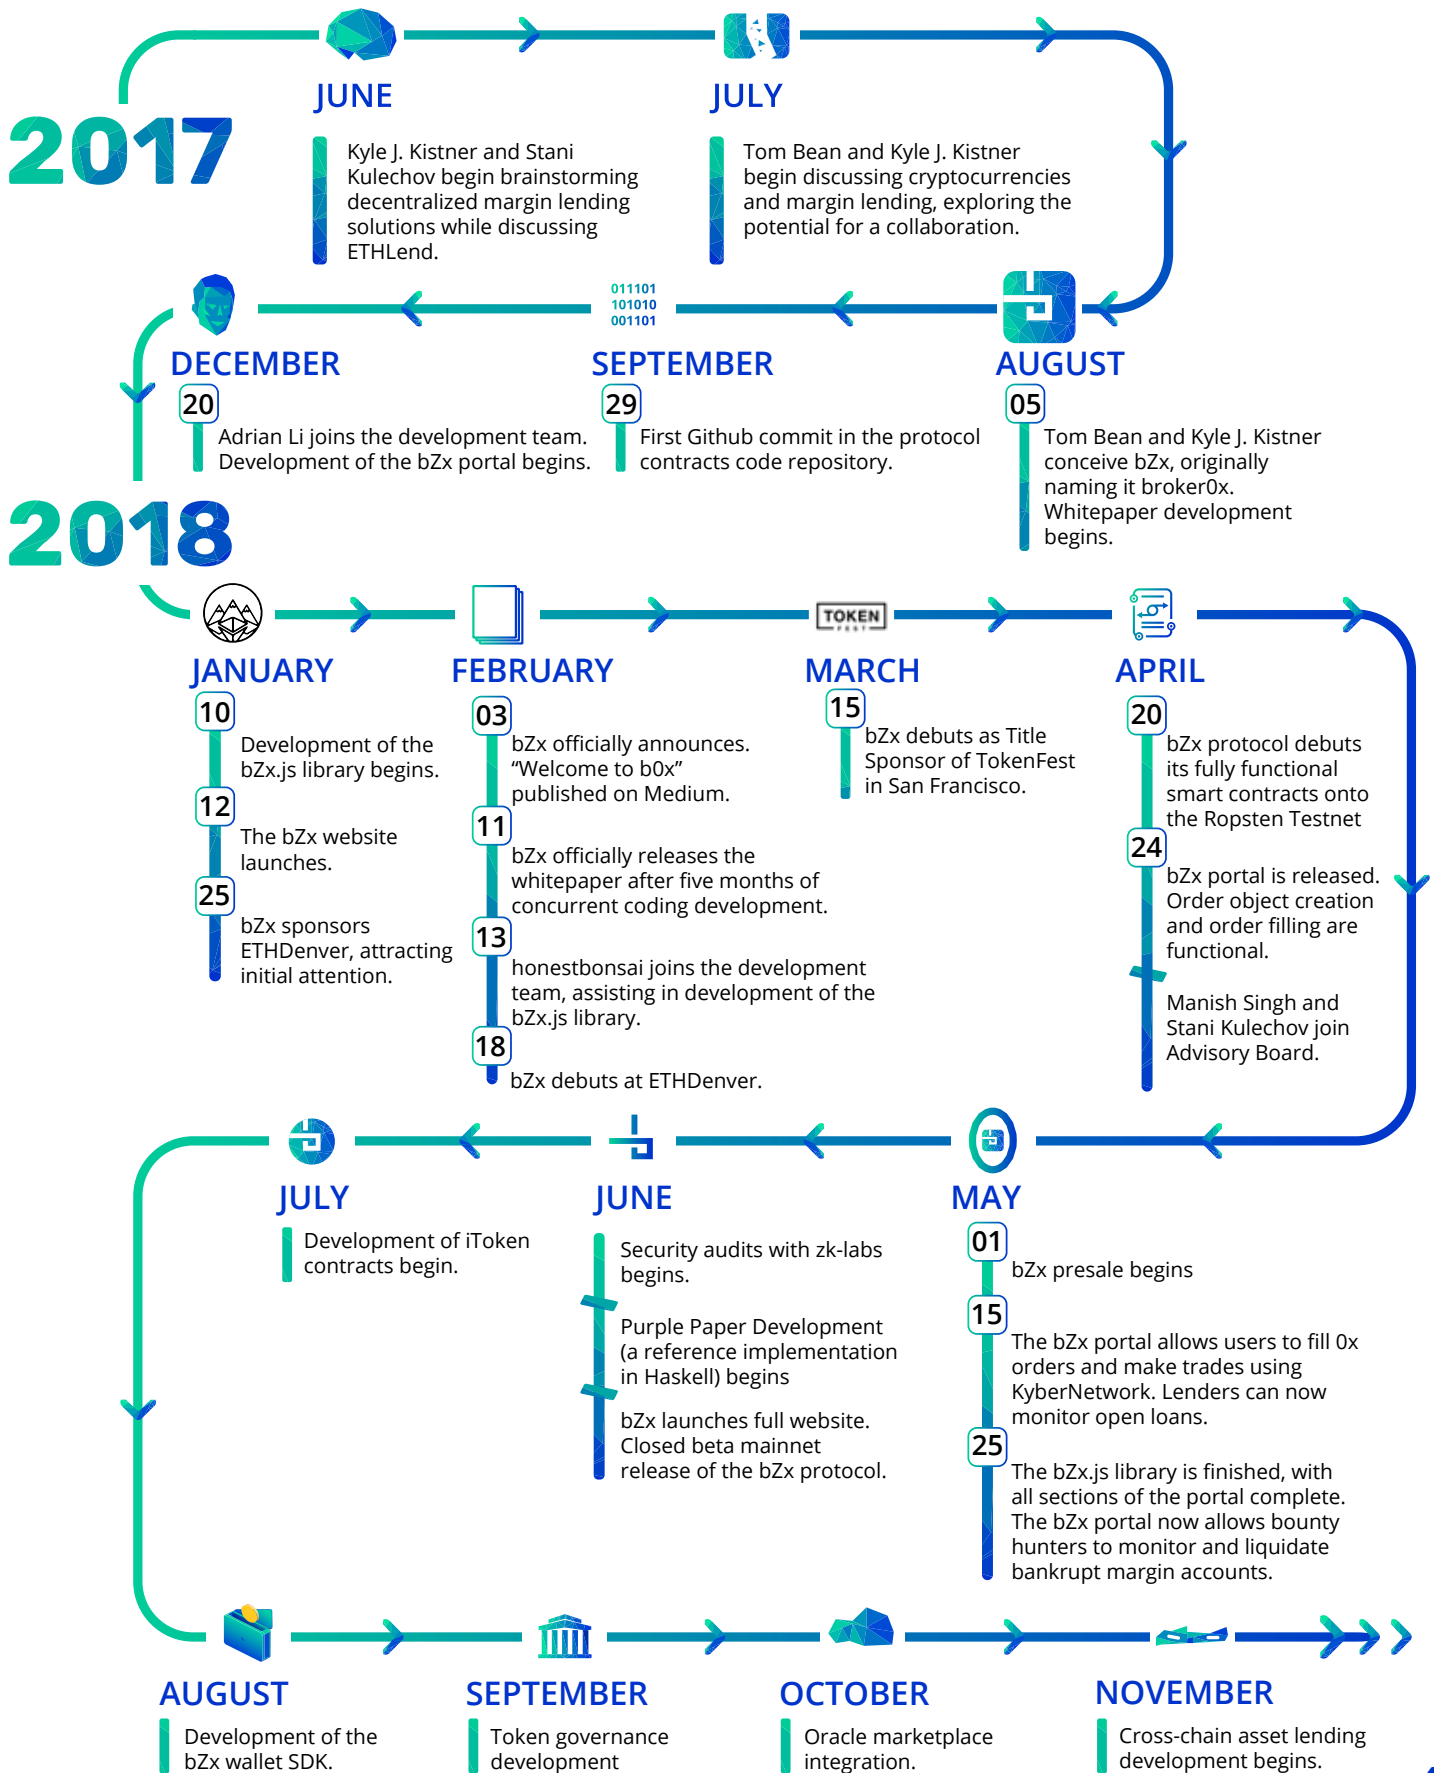 2017
JUNE
Kyle J. Kistner and Stani
Kulechov begin brainstorming
decentralized margin lending
solutions while discussing
ETHLend.
JULY
Tom Bean and Kyle J. Kistner
begin discussing cryptocurrencies
and margin lending, exploring the
potential for a collaboration.
AUGUST
05
Tom Bean and Kyle J. Kistner
conceive bZx, originally
naming it broker0x.
Whitepaper development
begins.
011101
101010
001101
SEPTEMBER
29
First Github commit in the protocol
contracts code repository.
DECEMBER
20
Adrian Li joins the development team.
Development of the bZx portal begins.
2018
JANUARY
10
Development of the
bZx.js library begins.
12
The bZx website
launches.
25
bZx sponsors
ETHDenver, attracting
initial attention.
FEBRUARY
03
bZx officially announces.
“Welcome to b0x”
published on Medium.
11
bZx officially releases the
whitepaper after five months of
concurrent coding development.
13
honestbonsai joins the development
team, assisting in development of the
bZx.js library.
18
bZx debuts at ETHDenver.
TOKEN
FEST
MARCH
15
bZx debuts as Title
Sponsor of TokenFest
in San Francisco.
APRIL
20
bZx protocol debuts
its fully functional
smart contracts onto
the Ropsten Testnet
24
bZx portal is released.
Order object creation
and order filling are
functional.
Manish Singh and
Stani Kulechov join
Advisory Board.
MAY
01
bZx presale begins
15
The bZx portal allows users to fill 0x
orders and make trades using
KyberNetwork. Lenders can now
monitor open loans.
25
The bZx.js library is finished, with
all sections of the portal complete.
The bZx portal now allows bounty
hunters to monitor and liquidate
bankrupt margin accounts.
JUNE
Security audits with zk-labs
begins.
Purple Paper Development
(a reference implementation
in Haskell) begins
bZx launches full website.
Closed beta mainnet
release of the bZx protocol.
JULY
Development of iToken
contracts begin.
AUGUST
Development of the
bZx wallet SDK.
SEPTEMBER
Token governance
development
OCTOBER
Oracle marketplace
integration.
NOVEMBER
Cross-chain asset lending
development begins.